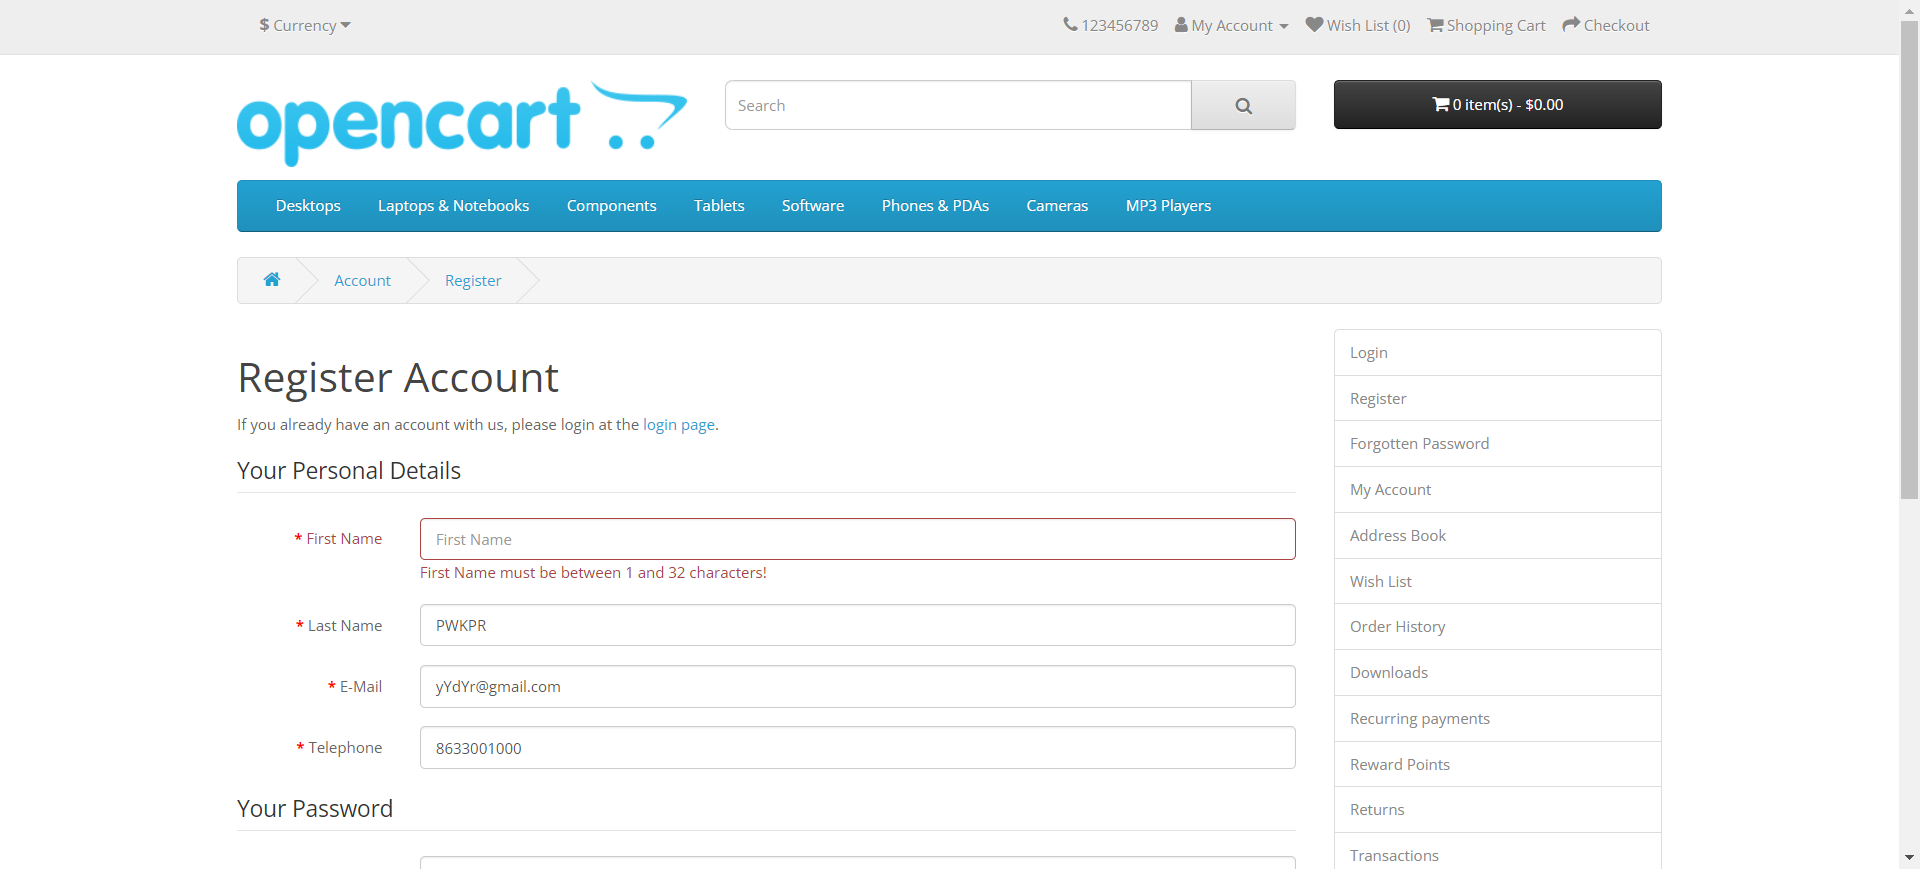 $ Currency
123456789 My Account Wish List (0) Shopping Cart Checkout
opencart
Search
0 item(s) - $0.00
Desktops Laptops & Notebooks Components Tablets Software Phones & PDAs Cameras MP3 Players
Account Register
Register Account
If you already have an account with us, please login at the login page.
Your Personal Details
* First Name
First Name
First Name must be between 1 and 32 characters!
* Last Name
PWKPR
* E-Mail
yYdYr@gmail.com
* Telephone
8633001000
Your Password
Login
Register
Forgotten Password
My Account
Address Book
Wish List
Order History
Downloads
Recurring payments
Reward Points
Returns
Transactions